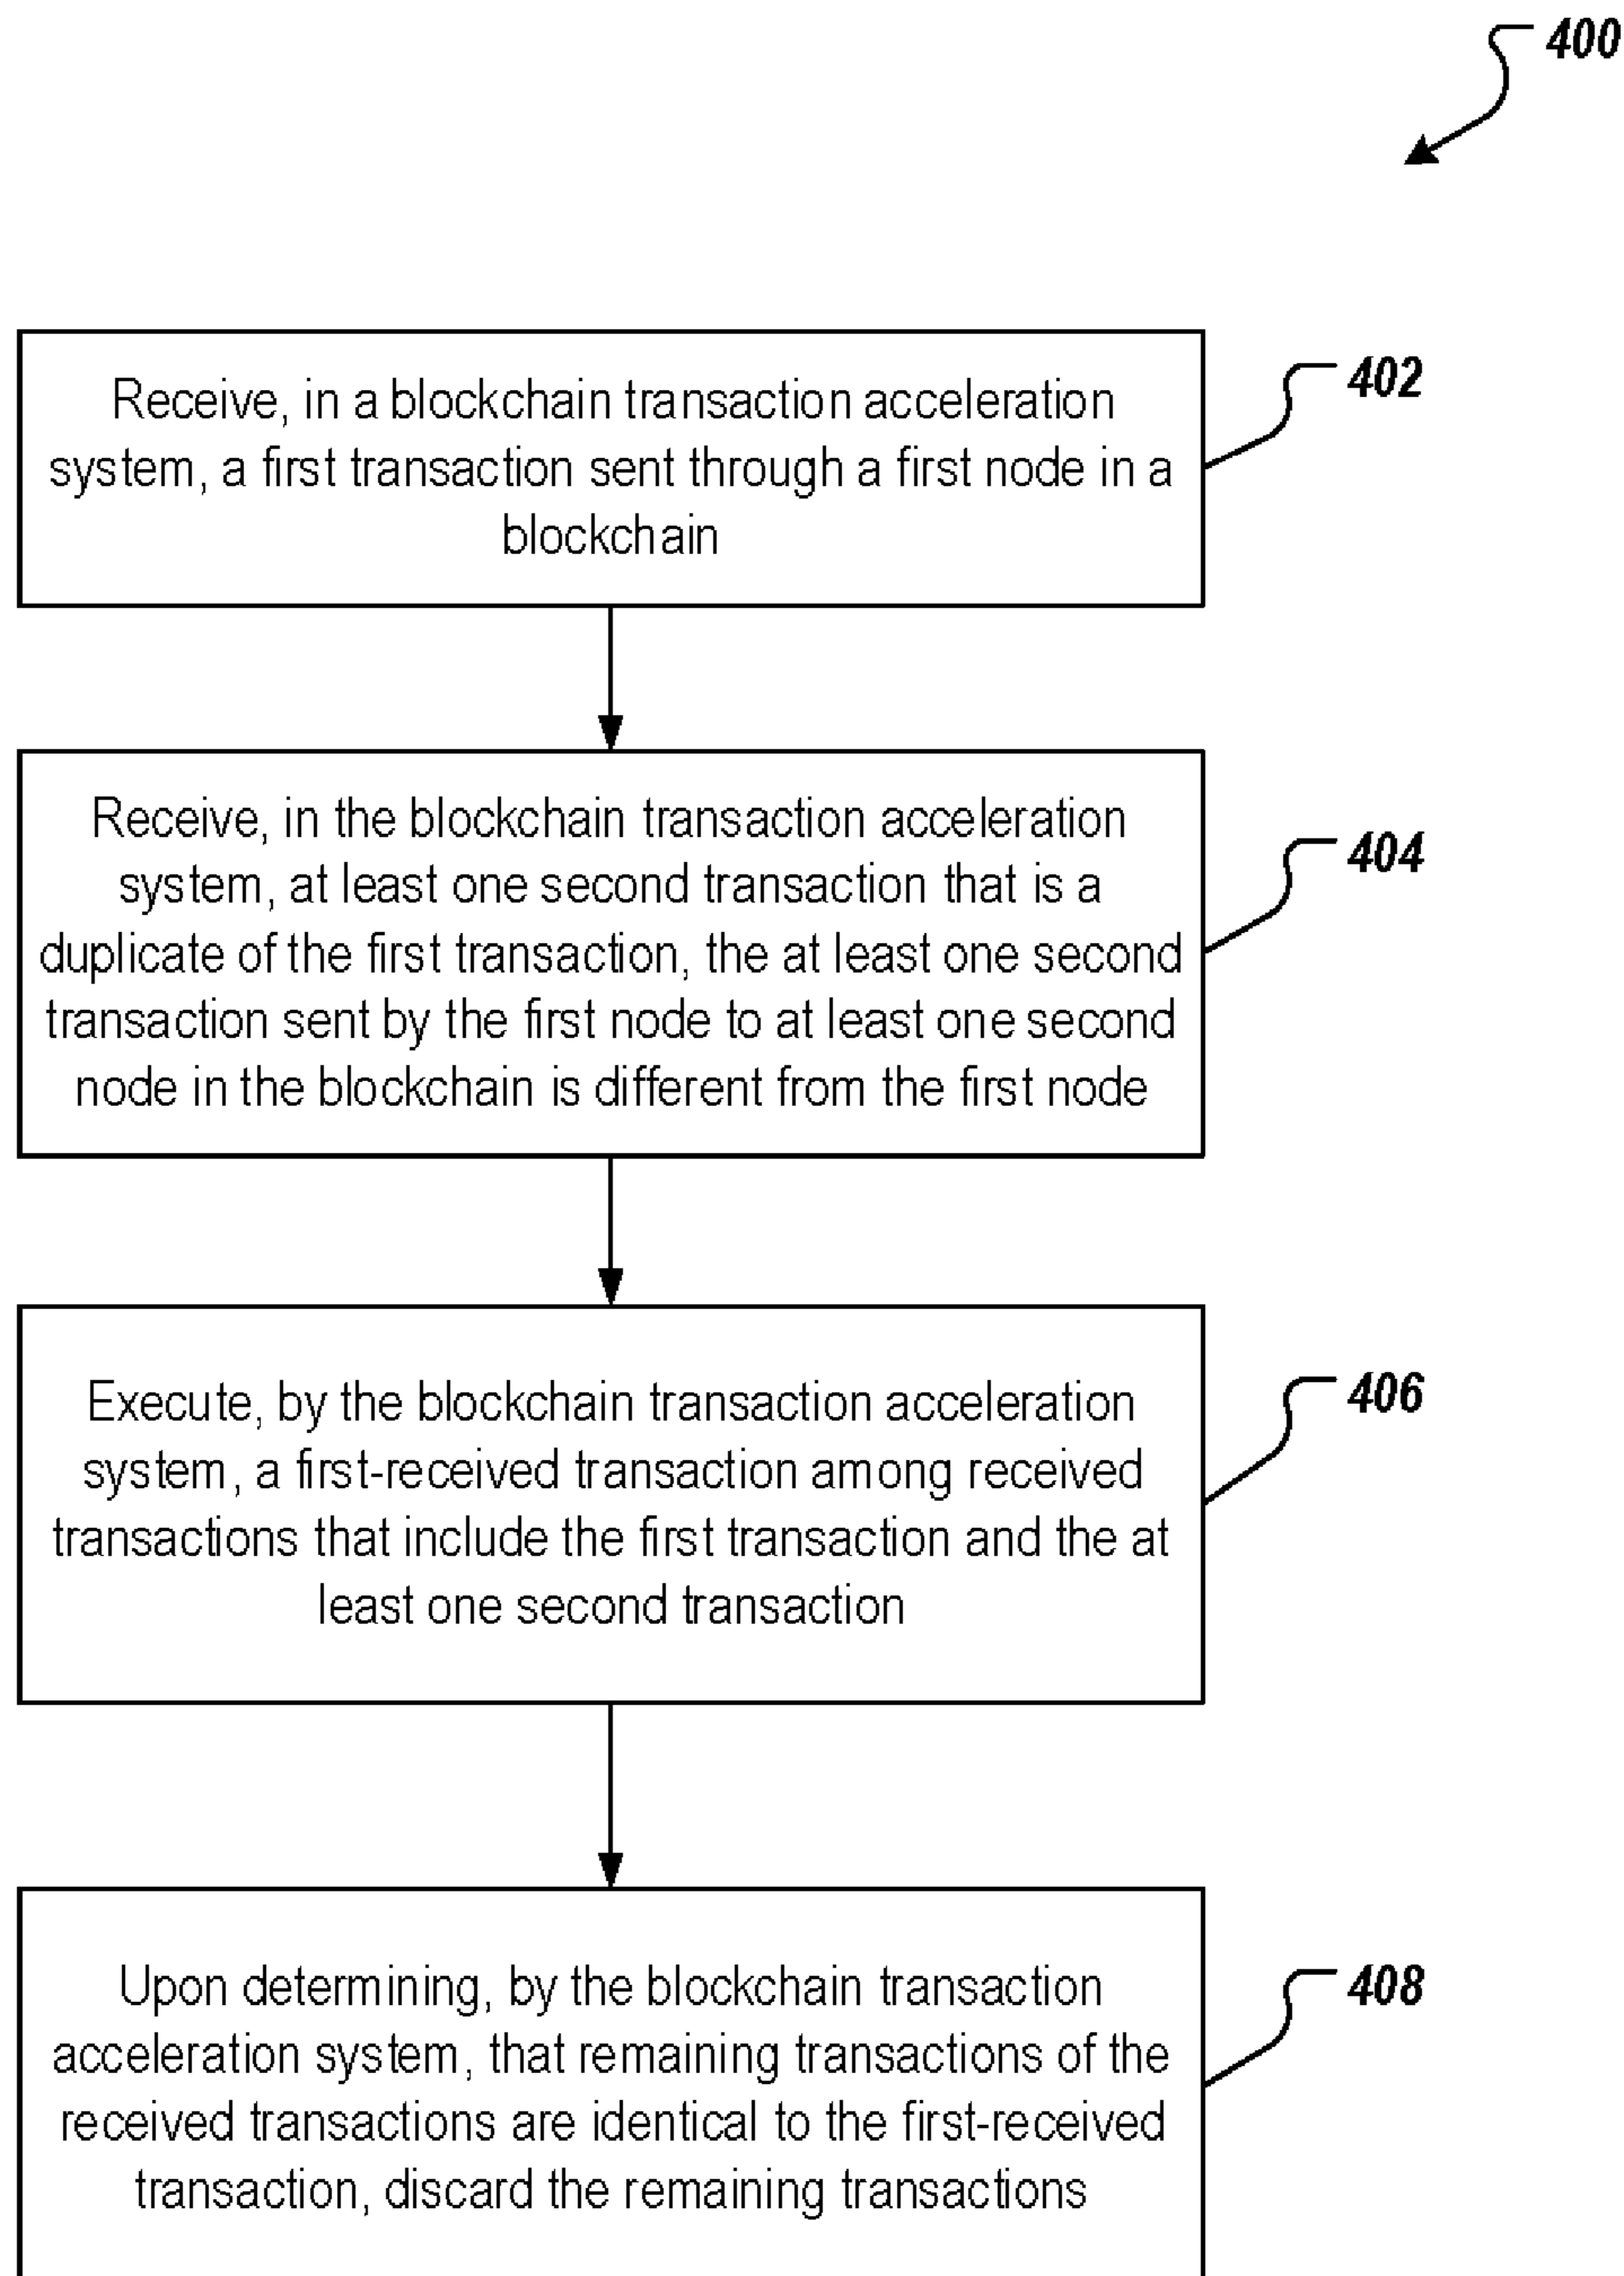 400
Receive, in a blockchain transaction acceleration
system, a first transaction sent through a first node in a
blockchain
402
Receive, in the blockchain transaction acceleration
system, at least one second transaction that is a
duplicate of the first transaction, the at least one second
transaction sent by the first node to at least one second
node in the blockchain is different from the first node
404
Execute, by the blockchain transaction acceleration
system, a first-received transaction among received
transactions that include the first transaction and the at
least one second transaction
406
Upon determining, by the blockchain transaction
acceleration system, that remaining transactions of the
received transactions are identical to the first-received
transaction, discard the remaining transactions
408